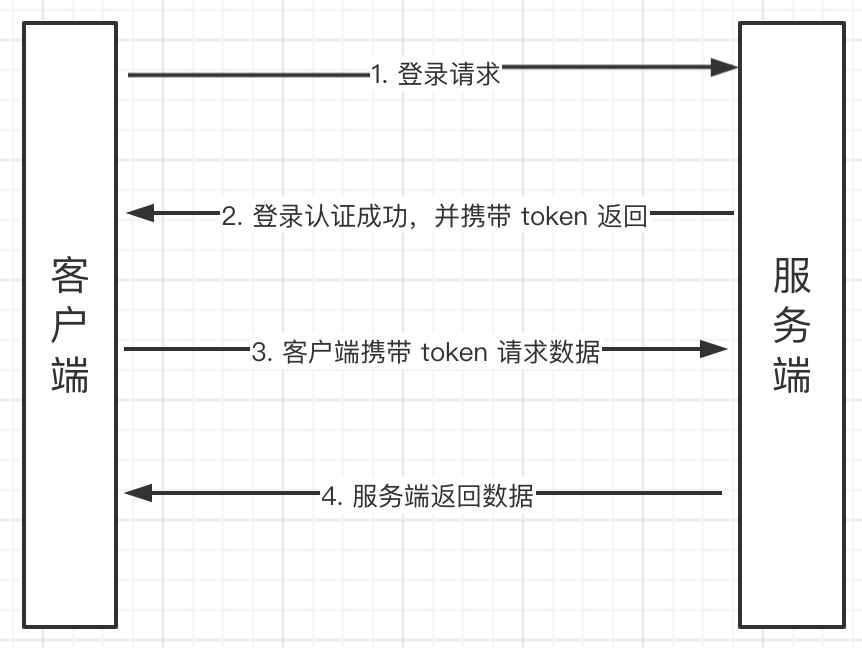 1. 登录请求
2. 登录认证成功，并携带 token 返回
客户端
服务端
3. 客户端携带 token 请求数据
4. 服务端返回数据